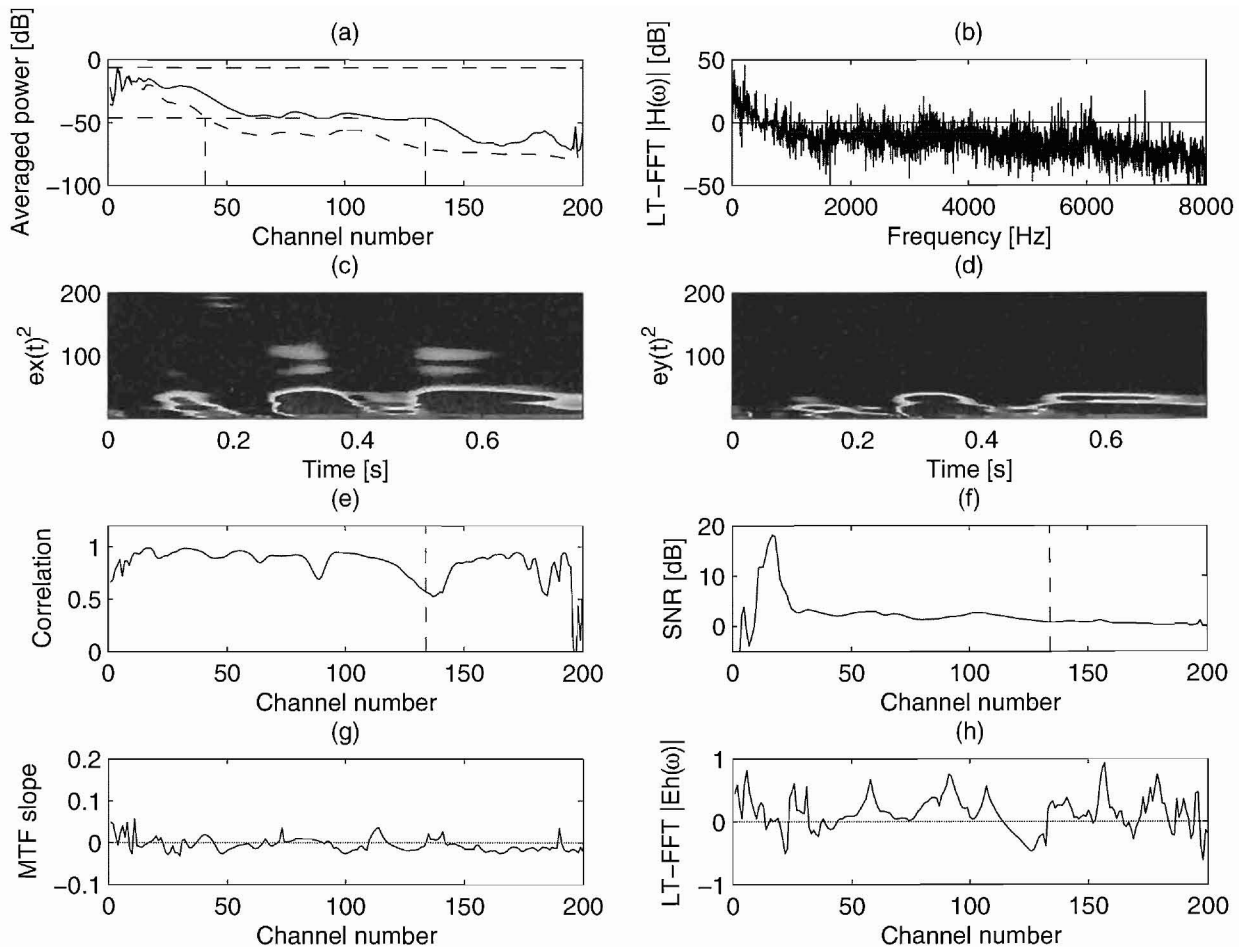 (a)
Averaged power [dB]
0
−50
−100
0 50 100 150 200
Channel number
(b)
LT−FFT |H(ω)| [dB]
50
0
−50
0 2000 4000 6000 8000
Frequency [Hz]
(c)
ex(t)^2
200
100
0 0.2 0.4 0.6
Time [s]
(d)
ey(t)^2
200
100
0 0.2 0.4 0.6
Time [s]
(e)
Correlation
1
0.5
0
0 50 100 150 200
Channel number
(f)
SNR [dB]
20
10
0
0 50 100 150 200
Channel number
(g)
MTF slope
0.2
0.1
0
−0.1
0 50 100 150 200
Channel number
(h)
LT−FFT |Eh(ω)|
1
0
−1
0 50 100 150 200
Channel number